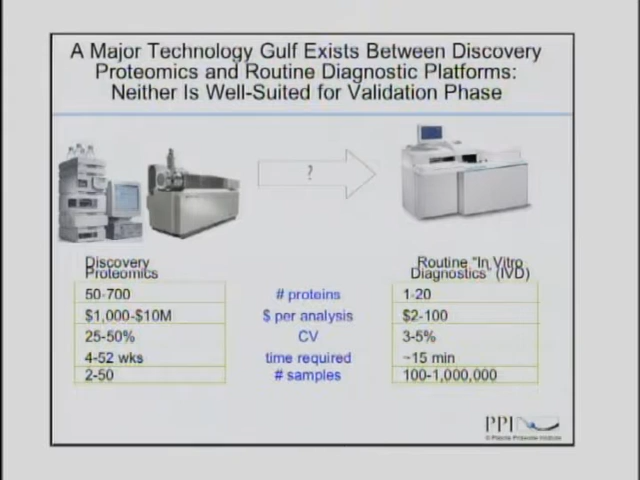 A Major Technology Gulf Exists Between Discovery
Proteomics and Routine Diagnostic Platforms:
Neither Is Well-Suited for Validation Phase
?
Discovery
Proteomics
Routine "In Vitro
Diagnostics" (IVD)
50-700 # proteins 1-20
$1,000-$10M $ per analysis $2-100
25-50% CV 3-5%
4-52 wks time required ~15 min
2-50 # samples 100-1,000,000
PPI
Plasma Proteome Institute